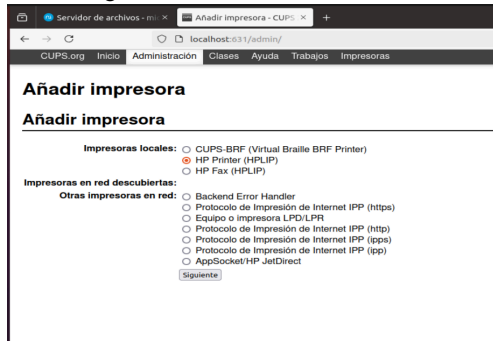 Servidor de archivos - mi
Añadir impresora - CUPS
localhost:631/admin/
CUPS.org Inicio Administración Clases Ayuda Trabajos Impresoras
Añadir impresora
Añadir impresora
Impresoras locales: CUPS-BRF (Virtual Braille BRF Printer)
HP Printer (HPLIP)
HP Fax (HPLIP)
Impresoras en red descubiertas:
Otras impresoras en red: Backend Error Handler
Protocolo de Impresión de Internet IPP (https)
Equipo o impresora LPD/LPR
Protocolo de Impresión de Internet IPP (http)
Protocolo de Impresión de Internet IPP (ipps)
Protocolo de Impresión de Internet IPP (ipp)
AppSocket/HP JetDirect
Siguiente